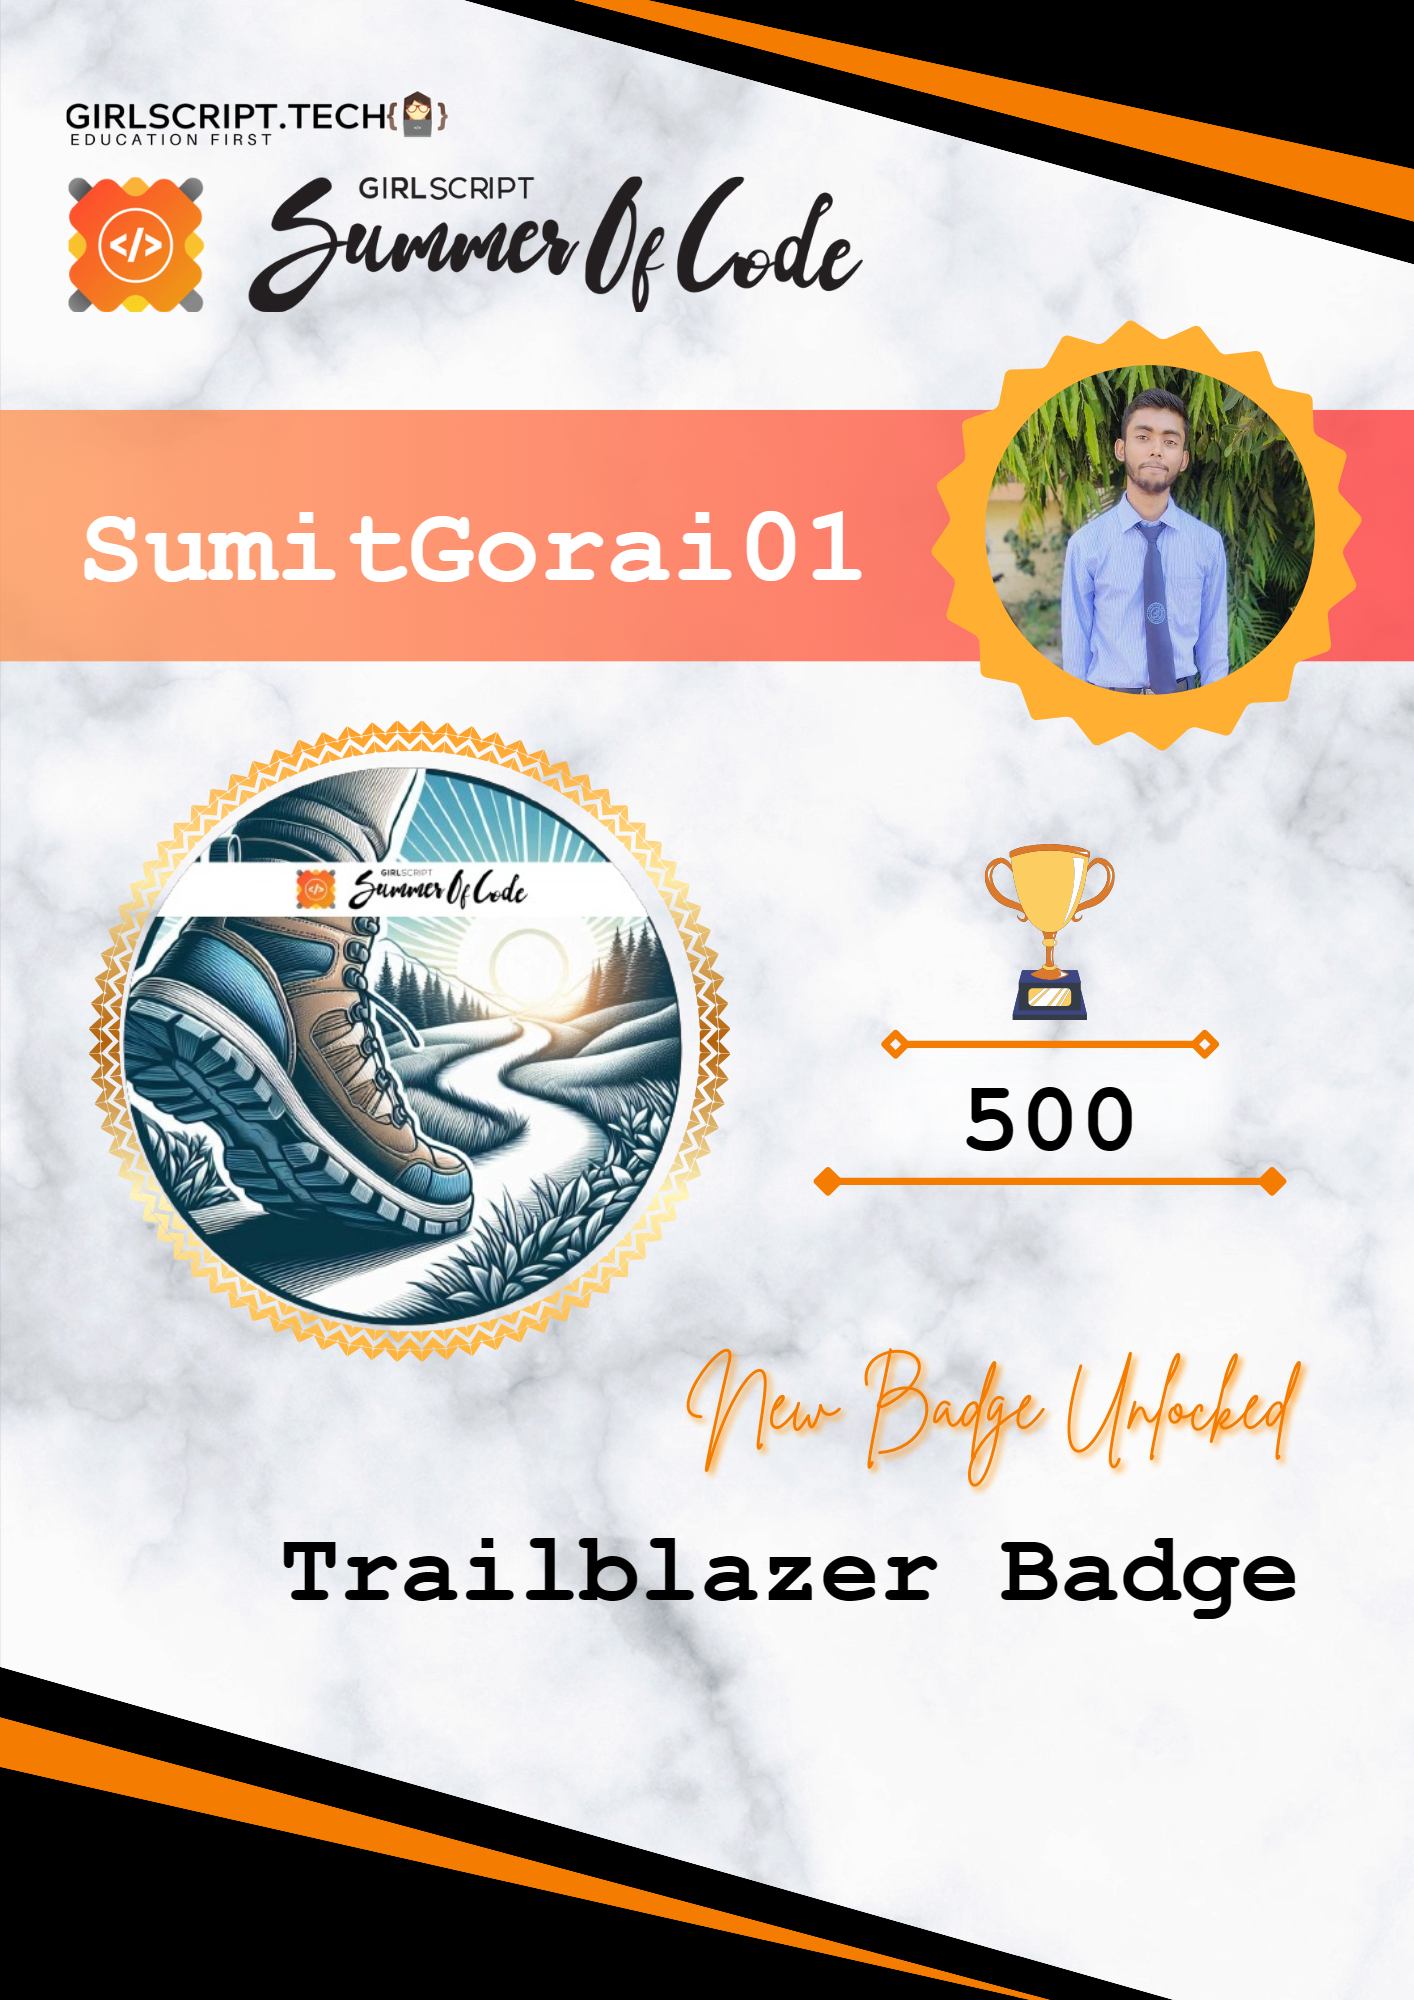 GIRLSCRIPT.TECH{ }
EDUCATION FIRST
</>
GIRLSCRIPT
Summer Of Code
SumitGorai01
</>
GIRLSCRIPT
Summer Of Code
500
New Badge Unlocked
Trailblazer Badge